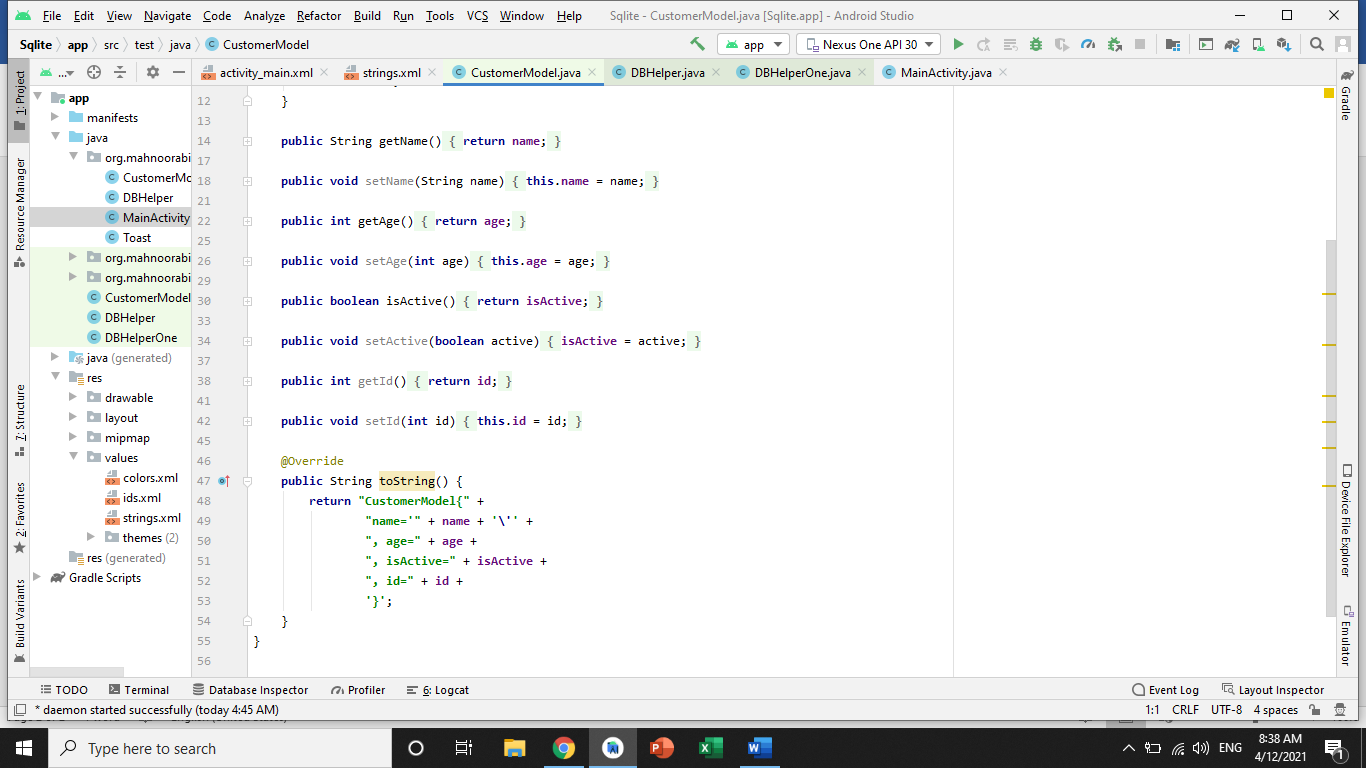 File Edit View Navigate Code Analyze Refactor Build Run Tools VCS Window Help Sqlite - CustomerModel.java [Sqlite.app] - Android Studio
Sqlite app src test java CustomerModel app Nexus One API 30
1: Project
Resource Manager
7: Structure
2: Favorites
Build Variants
...
app
manifests
java
org.mahnoorabi
CustomerMo
DBHelper
MainActivity
Toast
org.mahnoorabi
org.mahnoorabi
CustomerModel
DBHelper
DBHelperOne
java (generated)
res
drawable
layout
mipmap
values
colors.xml
ids.xml
strings.xml
themes (2)
res (generated)
Gradle Scripts
activity_main.xml strings.xml CustomerModel.java DBHelper.java DBHelperOne.java MainActivity.java
12 }
13
14 public String getName() { return name; }
17
18 public void setName(String name) { this.name = name; }
21
22 public int getAge() { return age; }
25
26 public void setAge(int age) { this.age = age; }
29
30 public boolean isActive() { return isActive; }
33
34 public void setActive(boolean active) { isActive = active; }
37
38 public int getId() { return id; }
41
42 public void setId(int id) { this.id = id; }
45
46 @Override
47 public String toString() {
48 return "CustomerModel{" +
49 "name='" + name + '\'' +
50 ", age=" + age +
51 ", isActive=" + isActive +
52 ", id=" + id +
53 '}';
54 }
55 }
56
Gradle
Device File Explorer
Emulator
TODO Terminal Database Inspector Profiler 6: Logcat Event Log Layout Inspector
* daemon started successfully (today 4:45 AM) 1:1 CRLF UTF-8 4 spaces
Type here to search ENG 8:38 AM
4/12/2021 1